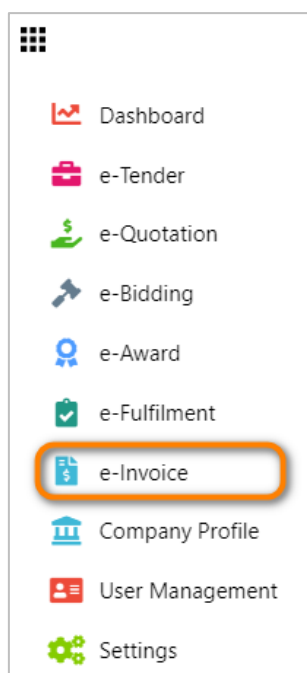 Dashboard
e-Tender
e-Quotation
e-Bidding
e-Award
e-Fulfilment
e-Invoice
Company Profile
User Management
Settings